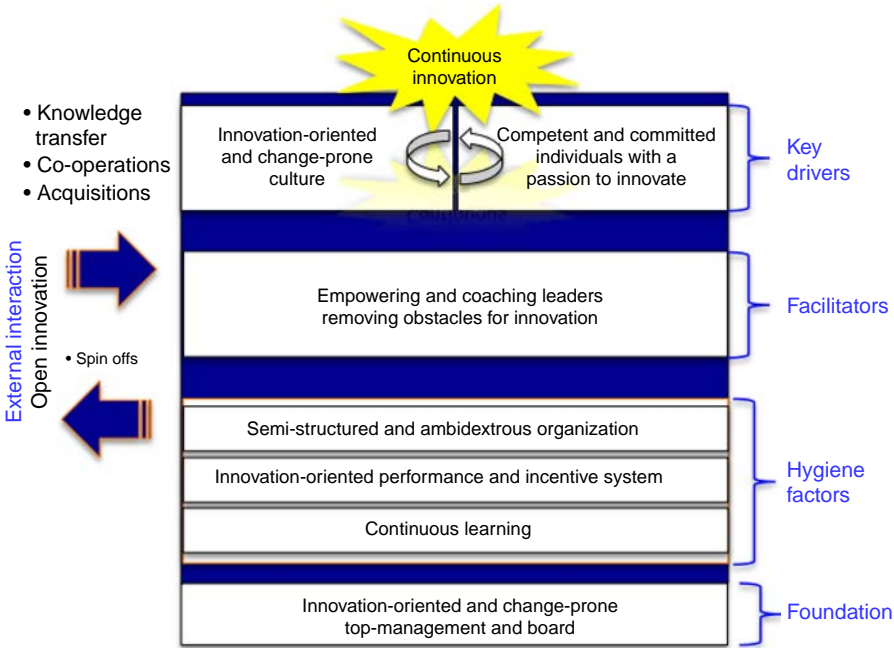 Continuous
innovation
• Knowledge
transfer
• Co-operations
• Acquisitions
Innovation-oriented
and change-prone
culture
Competent and committed
individuals with a
passion to innovate
Key
drivers
Continuous
External interaction
Open innovation
Empowering and coaching leaders
removing obstacles for innovation
Facilitators
• Spin offs
Semi-structured and ambidextrous organization
Innovation-oriented performance and incentive system
Continuous learning
Hygiene
factors
Innovation-oriented and change-prone
top-management and board
Foundation